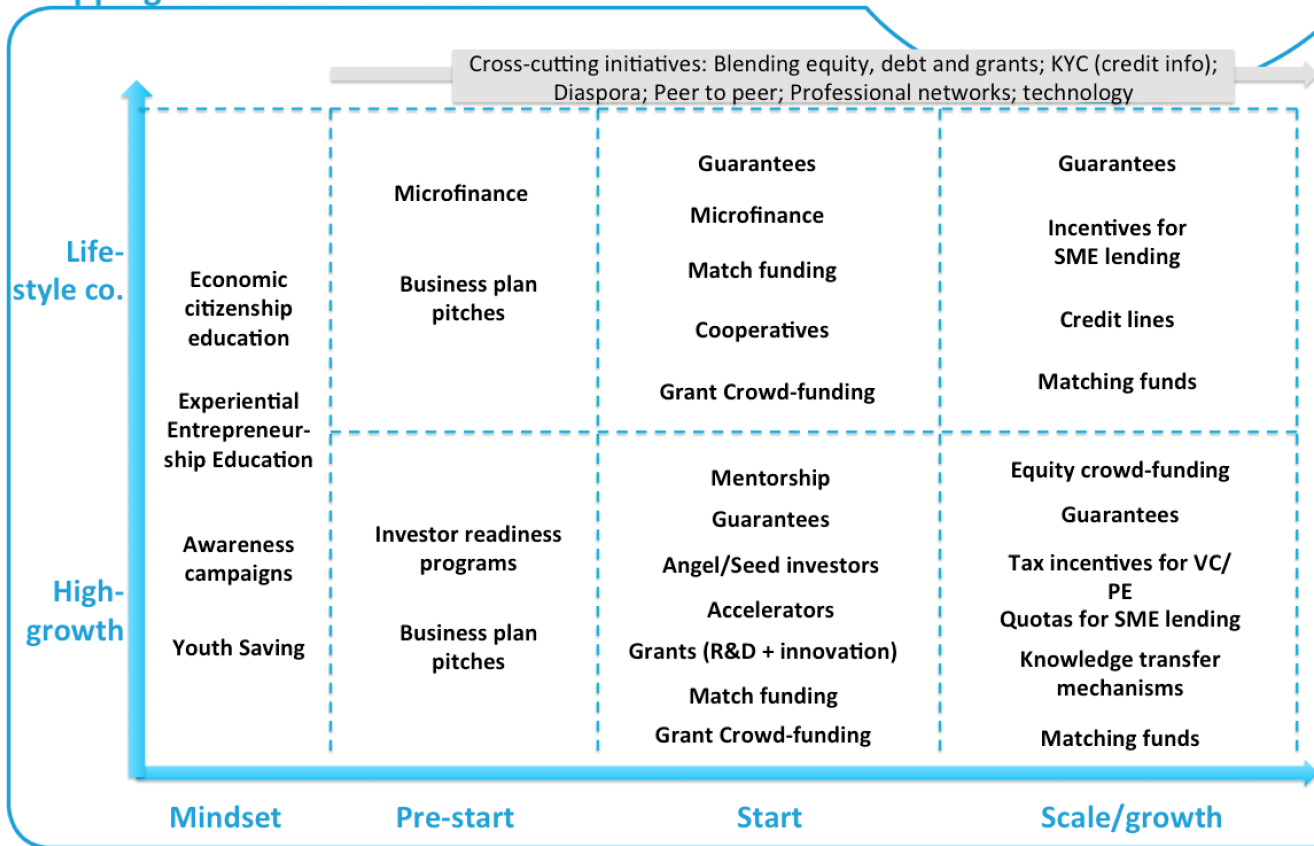 Cross-cutting initiatives: Blending equity, debt and grants; KYC (credit info);
Diaspora; Peer to peer; Professional networks; technology
Life-
style co.
High-
growth
Economic
citizenship
education
Experiential
Entrepreneur-
ship Education
Awareness
campaigns
Youth Saving
Microfinance
Business plan
pitches
Investor readiness
programs
Business plan
pitches
Guarantees
Microfinance
Match funding
Cooperatives
Grant Crowd-funding
Mentorship
Guarantees
Angel/Seed investors
Accelerators
Grants (R&D + innovation)
Match funding
Grant Crowd-funding
Guarantees
Incentives for
SME lending
Credit lines
Matching funds
Equity crowd-funding
Guarantees
Tax incentives for VC/
PE
Quotas for SME lending
Knowledge transfer
mechanisms
Matching funds
Mindset
Pre-start
Start
Scale/growth